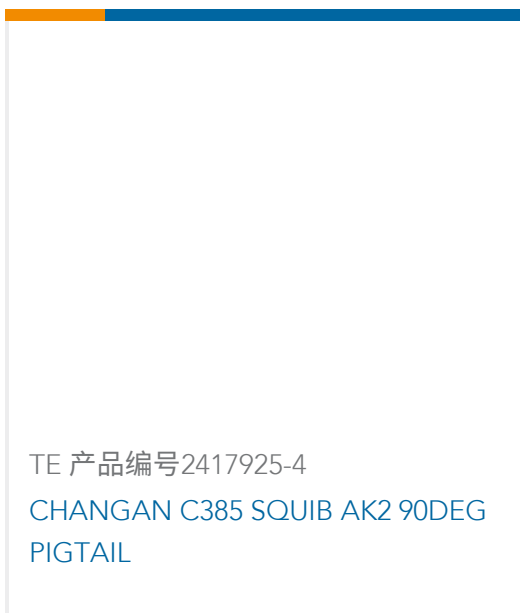 TE 产品编号2417925-4
CHANGAN C385 SQUIB AK2 90DEG
PIGTAIL